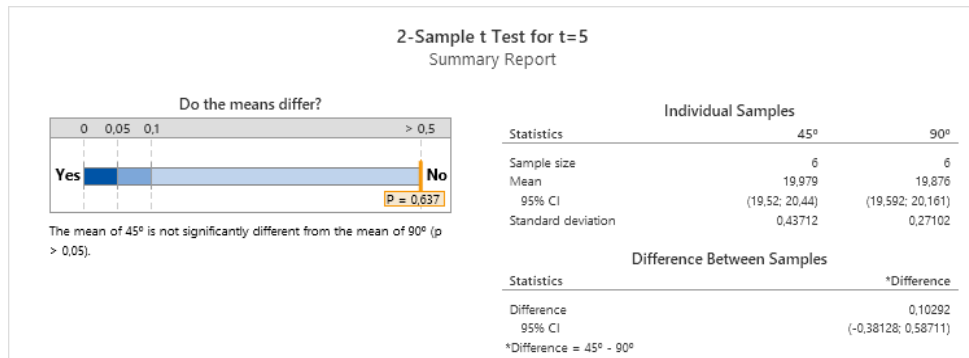 2-Sample t Test for t=5
Summary Report
Do the means differ?
0 0,05 0,1 > 0,5
Yes No
P = 0,637
The mean of 45º is not significantly different from the mean of 90º (p
> 0,05).
Individual Samples
Statistics 45º 90º
Sample size 6 6
Mean 19,979 19,876
95% CI (19,52; 20,44) (19,592; 20,161)
Standard deviation 0,43712 0,27102
Difference Between Samples
Statistics *Difference
Difference 0,10292
95% CI (-0,38128; 0,58711)
*Difference = 45º - 90º